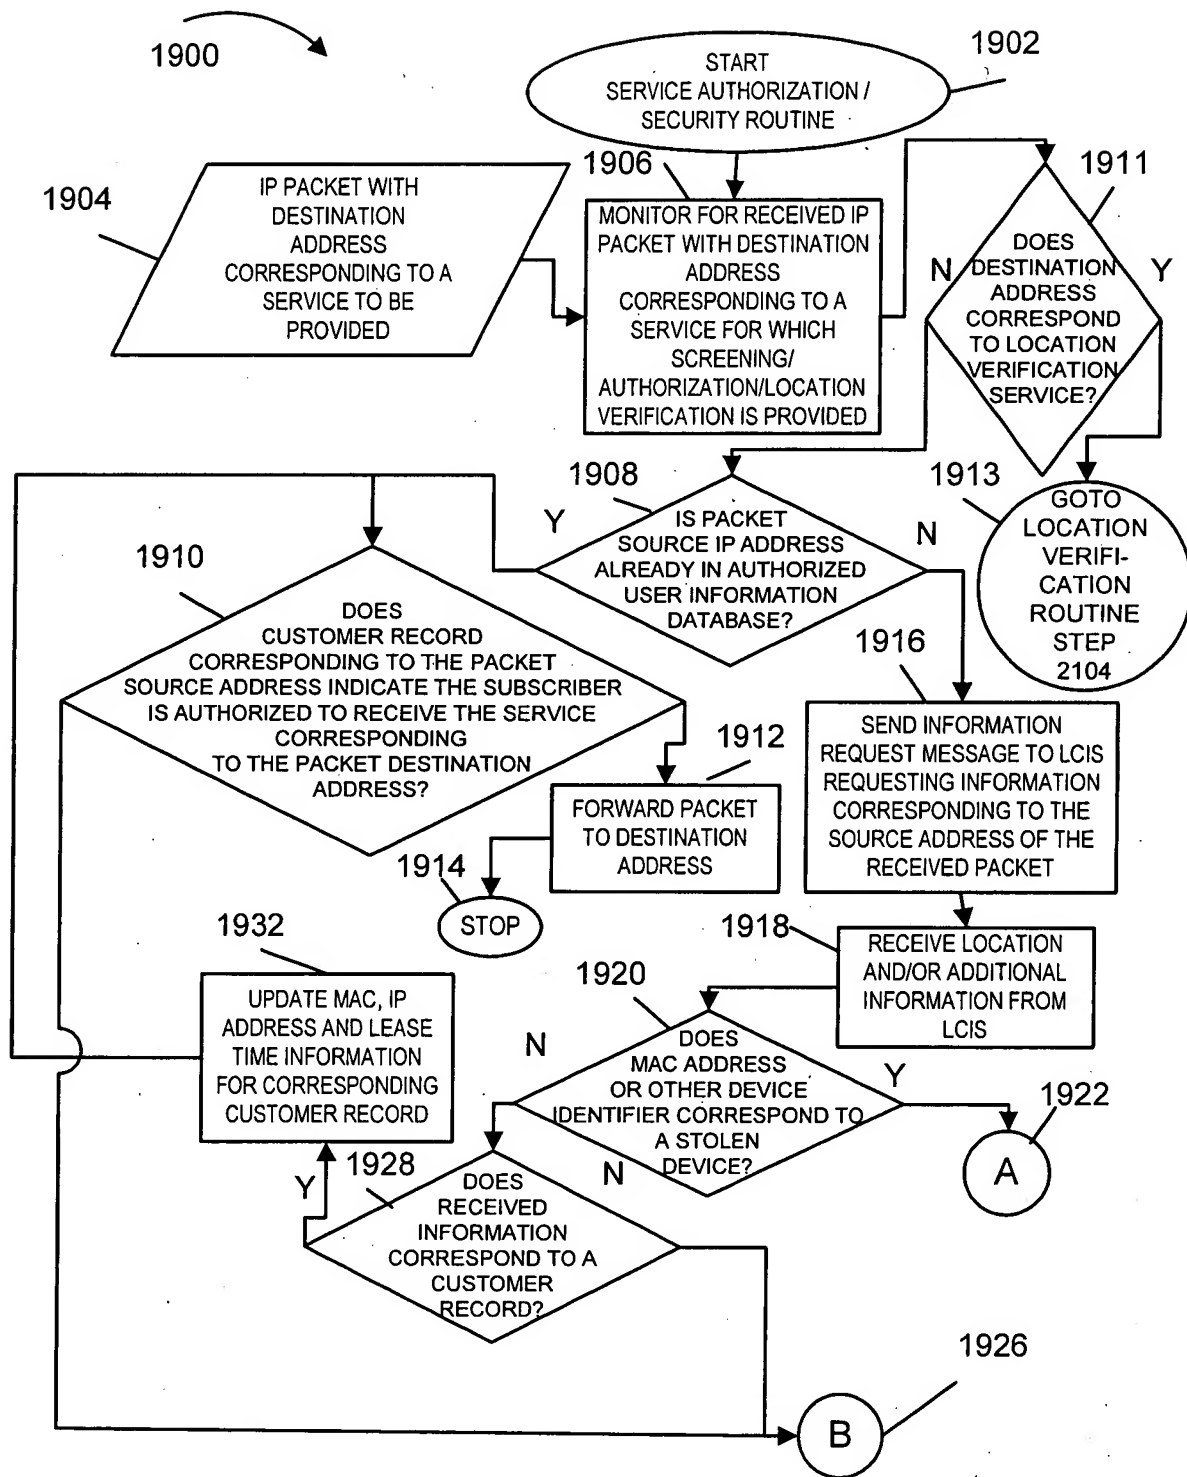 1900
1902
START
SERVICE AUTHORIZATION /
SECURITY ROUTINE
1904
IP PACKET WITH
DESTINATION
ADDRESS
CORRESPONDING TO A
SERVICE TO BE
PROVIDED
1906
MONITOR FOR RECEIVED IP
PACKET WITH DESTINATION
ADDRESS
CORRESPONDING TO A
SERVICE FOR WHICH
SCREENING/
AUTHORIZATION/LOCATION
VERIFICATION IS PROVIDED
1911
N
Y
DOES
DESTINATION
ADDRESS
CORRESPOND
TO LOCATION
VERIFICATION
SERVICE?
1913
GOTO
LOCATION
VERIFI-
CATION
ROUTINE
STEP
2104
1908
Y
N
IS PACKET
SOURCE IP ADDRESS
ALREADY IN AUTHORIZED
USER INFORMATION
DATABASE?
1910
DOES
CUSTOMER RECORD
CORRESPONDING TO THE PACKET
SOURCE ADDRESS INDICATE THE SUBSCRIBER
IS AUTHORIZED TO RECEIVE THE SERVICE
CORRESPONDING
TO THE PACKET DESTINATION
ADDRESS?
1912
FORWARD PACKET
TO DESTINATION
ADDRESS
1914
STOP
1916
SEND INFORMATION
REQUEST MESSAGE TO LCIS
REQUESTING INFORMATION
CORRESPONDING TO THE
SOURCE ADDRESS OF THE
RECEIVED PACKET
1918
RECEIVE LOCATION
AND/OR ADDITIONAL
INFORMATION FROM
LCIS
1920
N
Y
DOES
MAC ADDRESS
OR OTHER DEVICE
IDENTIFIER CORRESPOND TO
A STOLEN
DEVICE?
1922
A
1932
UPDATE MAC, IP
ADDRESS AND LEASE
TIME INFORMATION
FOR CORRESPONDING
CUSTOMER RECORD
1928
Y
N
DOES
RECEIVED
INFORMATION
CORRESPOND TO A
CUSTOMER
RECORD?
1926
B